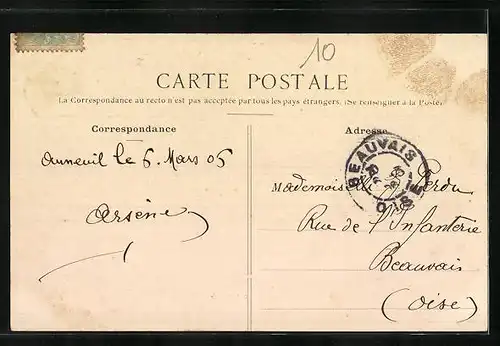 10
CARTE POSTALE
La Correspondance au recto n'est pas acceptée par tous les pays étrangers. (Se renseigner à la Poste)
Correspondance
Adresse
Auneuil le 6 Mars 05
Arsène
BEAUVAIS
OISE
Mademoiselle Perdu
Rue de l'Infanterie
Beauvais
(Oise)